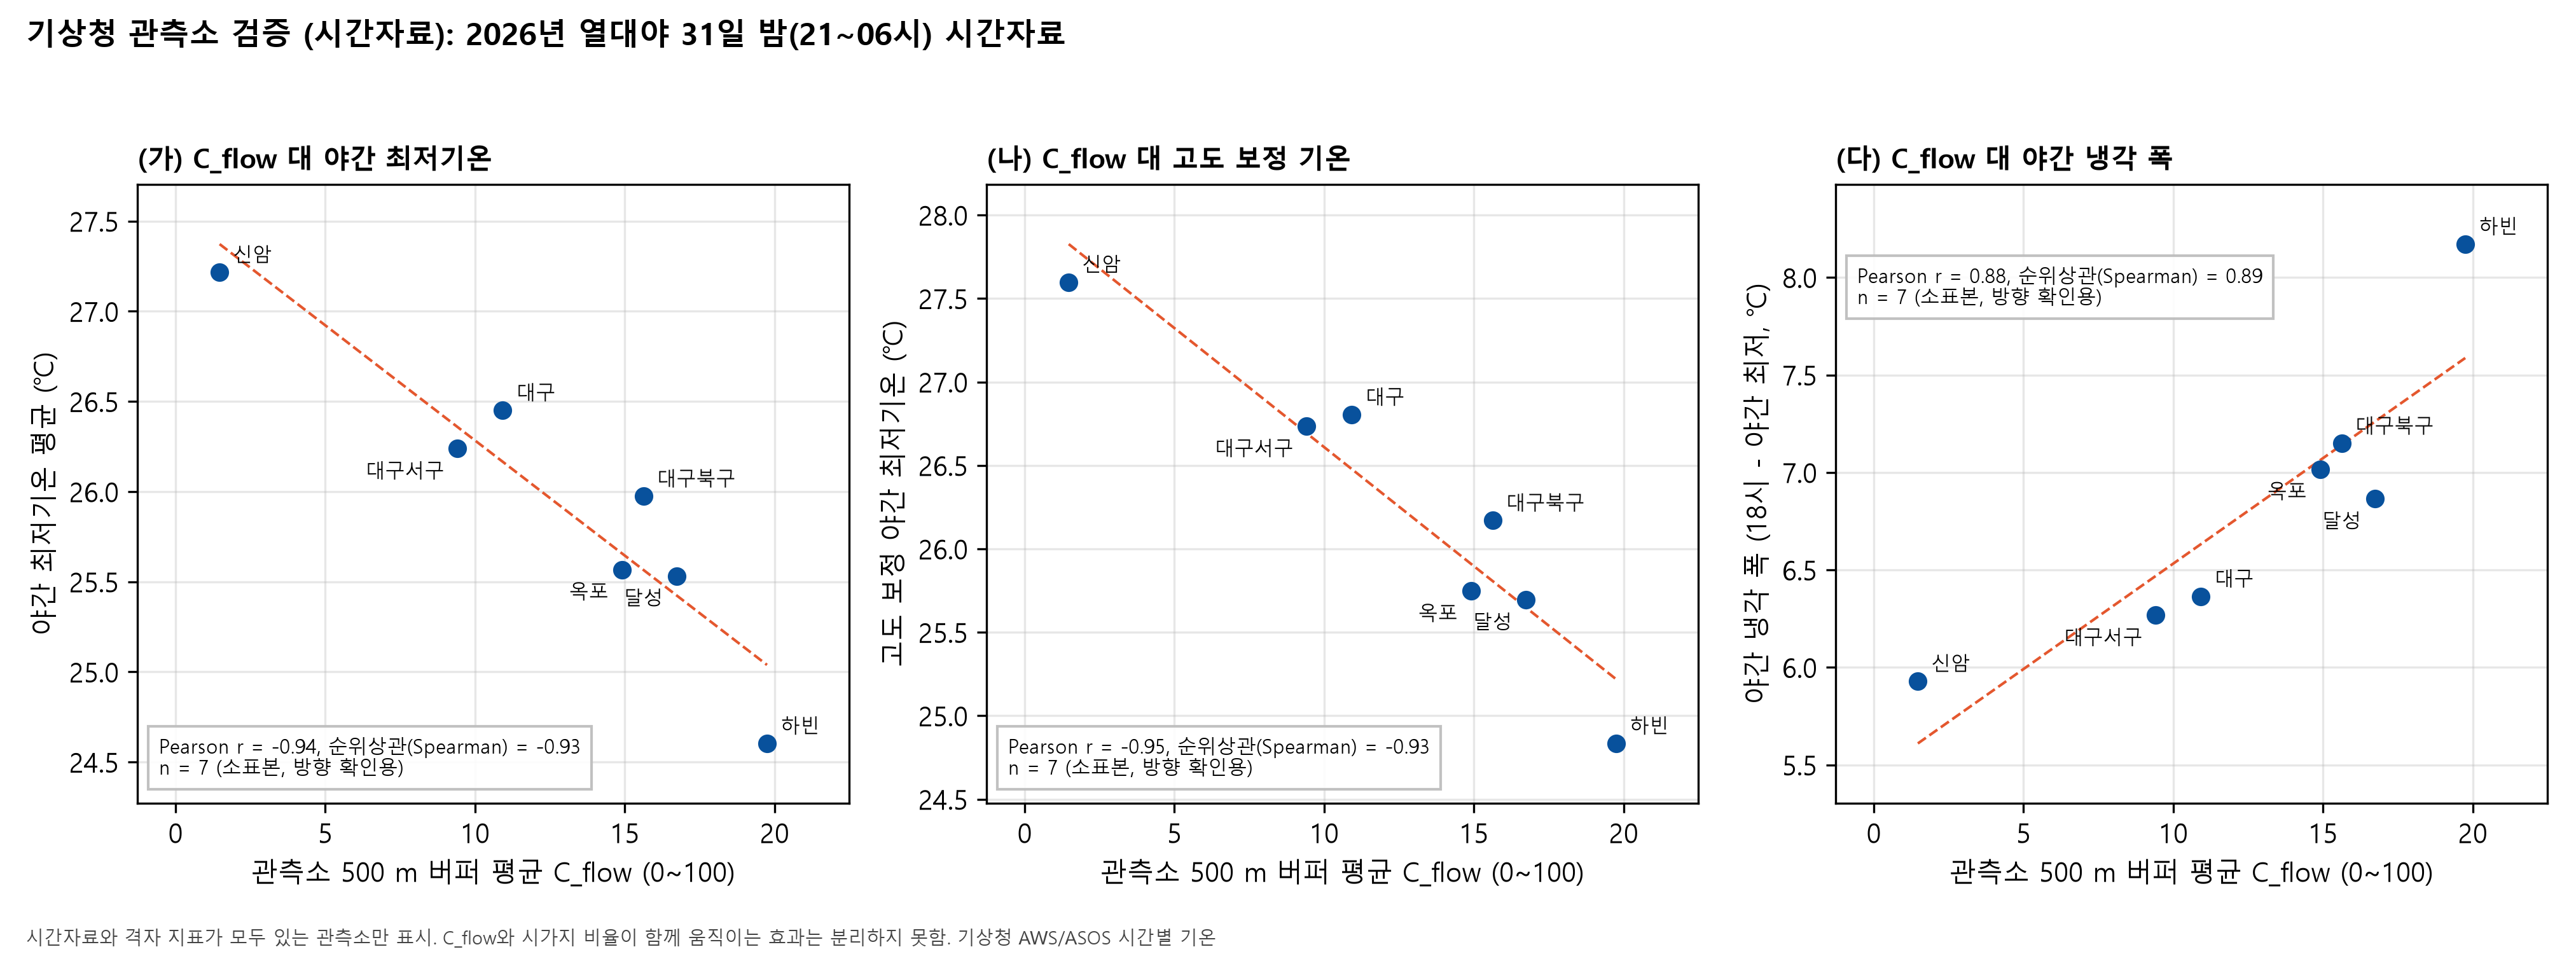 기상청 관측소 검증 (시간자료): 2026년 열대야 31일 밤(21~06시) 시간자료
(가) C_flow 대 야간 최저기온
야간 최저기온 평균 (℃)
27.5
27.0
26.5
26.0
25.5
25.0
24.5
신암
대구
대구서구
대구북구
옥포
달성
하빈
Pearson r = -0.94, 순위상관(Spearman) = -0.93
n = 7 (소표본, 방향 확인용)
0 5 10 15 20
관측소 500 m 버퍼 평균 C_flow (0~100)
(나) C_flow 대 고도 보정 기온
고도 보정 야간 최저기온 (℃)
28.0
27.5
27.0
26.5
26.0
25.5
25.0
24.5
신암
대구
대구서구
대구북구
옥포
달성
하빈
Pearson r = -0.95, 순위상관(Spearman) = -0.93
n = 7 (소표본, 방향 확인용)
0 5 10 15 20
관측소 500 m 버퍼 평균 C_flow (0~100)
(다) C_flow 대 야간 냉각 폭
야간 냉각 폭 (18시 - 야간 최저, ℃)
8.0
7.5
7.0
6.5
6.0
5.5
하빈
Pearson r = 0.88, 순위상관(Spearman) = 0.89
n = 7 (소표본, 방향 확인용)
대구북구
옥포
달성
대구
대구서구
신암
0 5 10 15 20
관측소 500 m 버퍼 평균 C_flow (0~100)
시간자료와 격자 지표가 모두 있는 관측소만 표시. C_flow와 시가지 비율이 함께 움직이는 효과는 분리하지 못함. 기상청 AWS/ASOS 시간별 기온